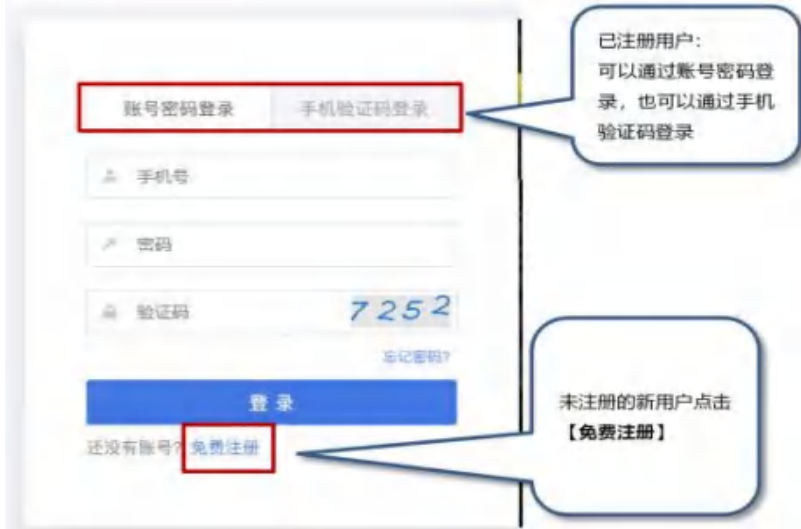 已注册用户：
可以通过账号密码登
录，也可以通过手机
验证码登录
账号密码登录 手机验证码登录
手机号
密码
验证码 7252
忘记密码?
登录
还没有账号? 免费注册
未注册的新用户点击
【免费注册】